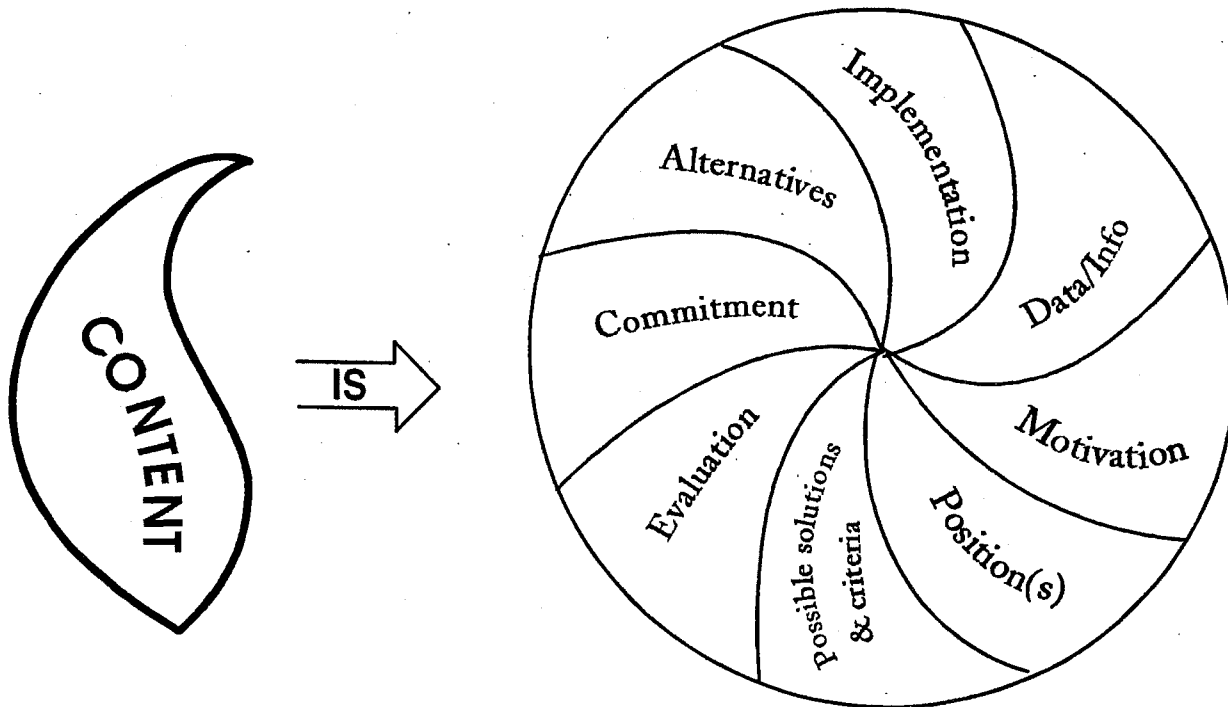 CONTENT
IS
Implementation
Data/Info
Motivation
Position(s)
Possible solutions
& criteria
Evaluation
Commitment
Alternatives